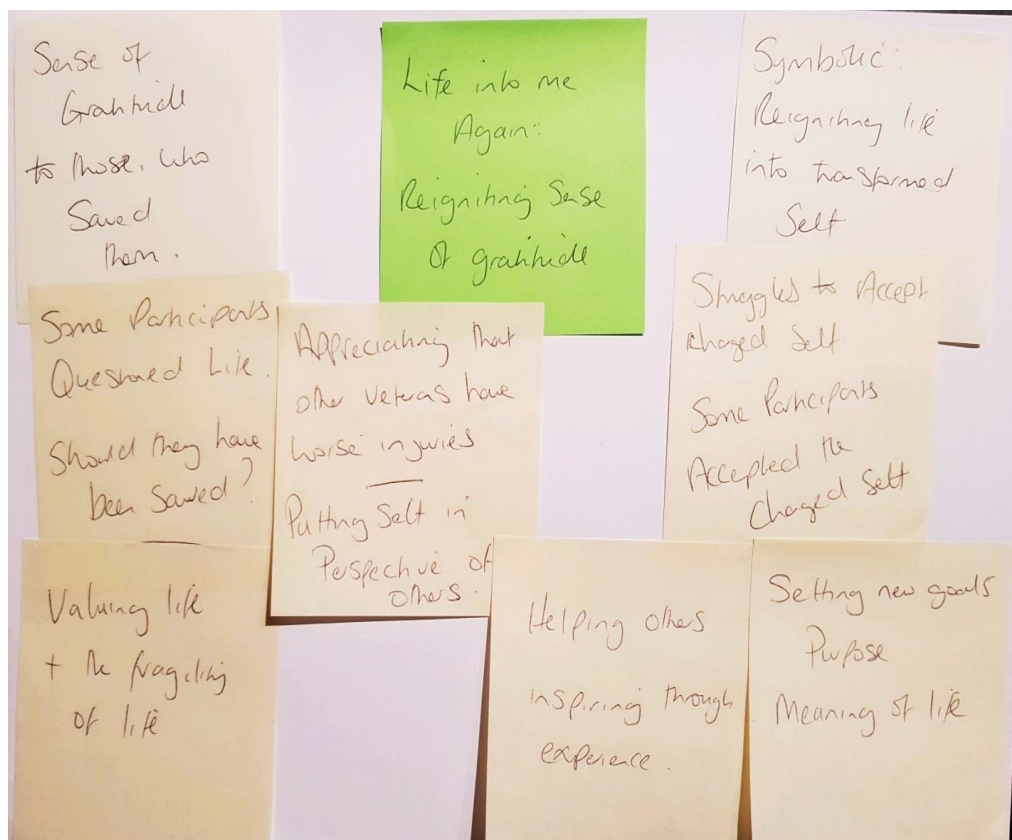 Sense of
Gratitude
to those, who
Saved
them.
Life into me
Again:
Reigniting Sense
of gratitude
Symbolic:
Reigniting life
into transformed
Self
Some Participants
Questioned Life.
Should they have
been saved?
Appreciating that
other veterans have
worse injuries
Putting Self in
Perspective of
others.
Struggles to Accept
changed Self
Some Participants
Accepted the
Changed Self
Valuing life
+ the fragility
of life
Helping others
inspiring through
experience.
Setting new goals
Purpose
Meaning of life